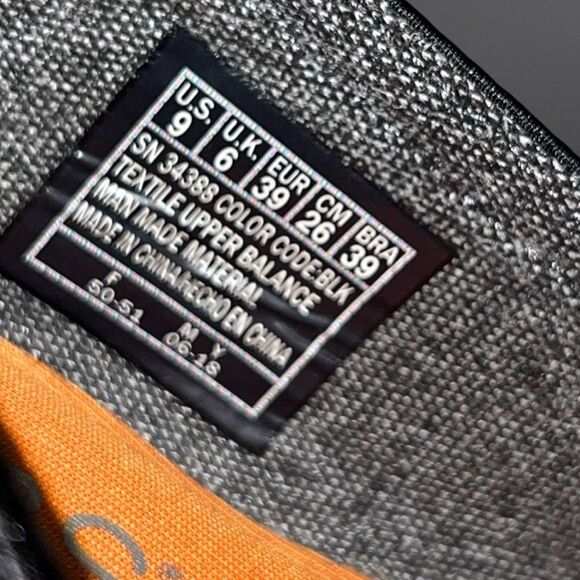 U.S. U.K. EUR CM BRA
9 6 39 26 39
SN 34388 COLOR CODE:BLK
TEXTILE UPPER BALANCE
MAN MADE MATERIAL
MADE IN CHINA/HECHO EN CHINA
F M Y
50-51 06-18